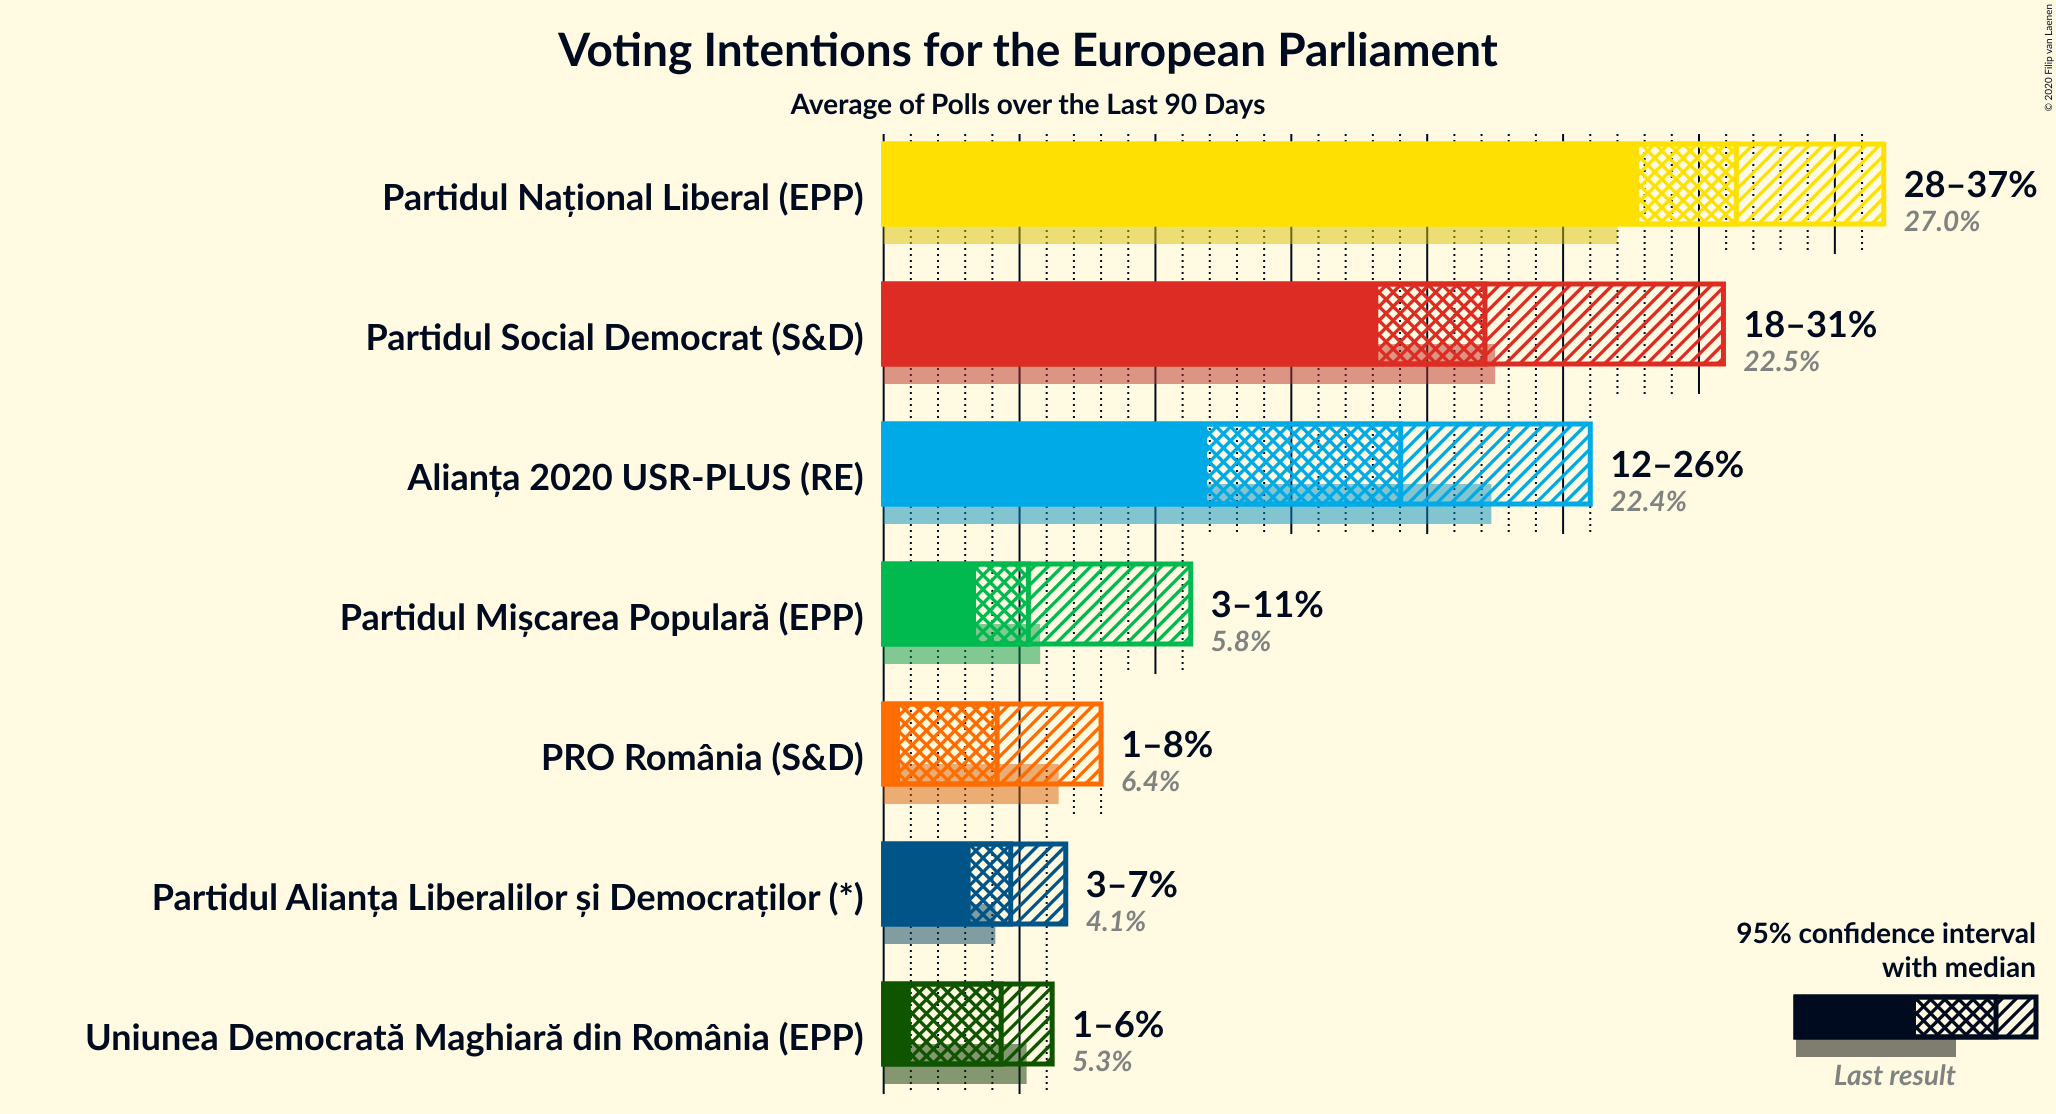 Voting Intentions for the European Parliament
Average of Polls over the Last 90 Days
© 2020 Filip van Laenen
Partidul Național Liberal (EPP)
28–37%
27.0%
Partidul Social Democrat (S&D)
18–31%
22.5%
Alianța 2020 USR-PLUS (RE)
12–26%
22.4%
Partidul Mișcarea Populară (EPP)
3–11%
5.8%
PRO România (S&D)
1–8%
6.4%
Partidul Alianța Liberalilor și Democraților (*)
3–7%
4.1%
Uniunea Democrată Maghiară din România (EPP)
1–6%
5.3%
95% confidence interval
with median
Last result